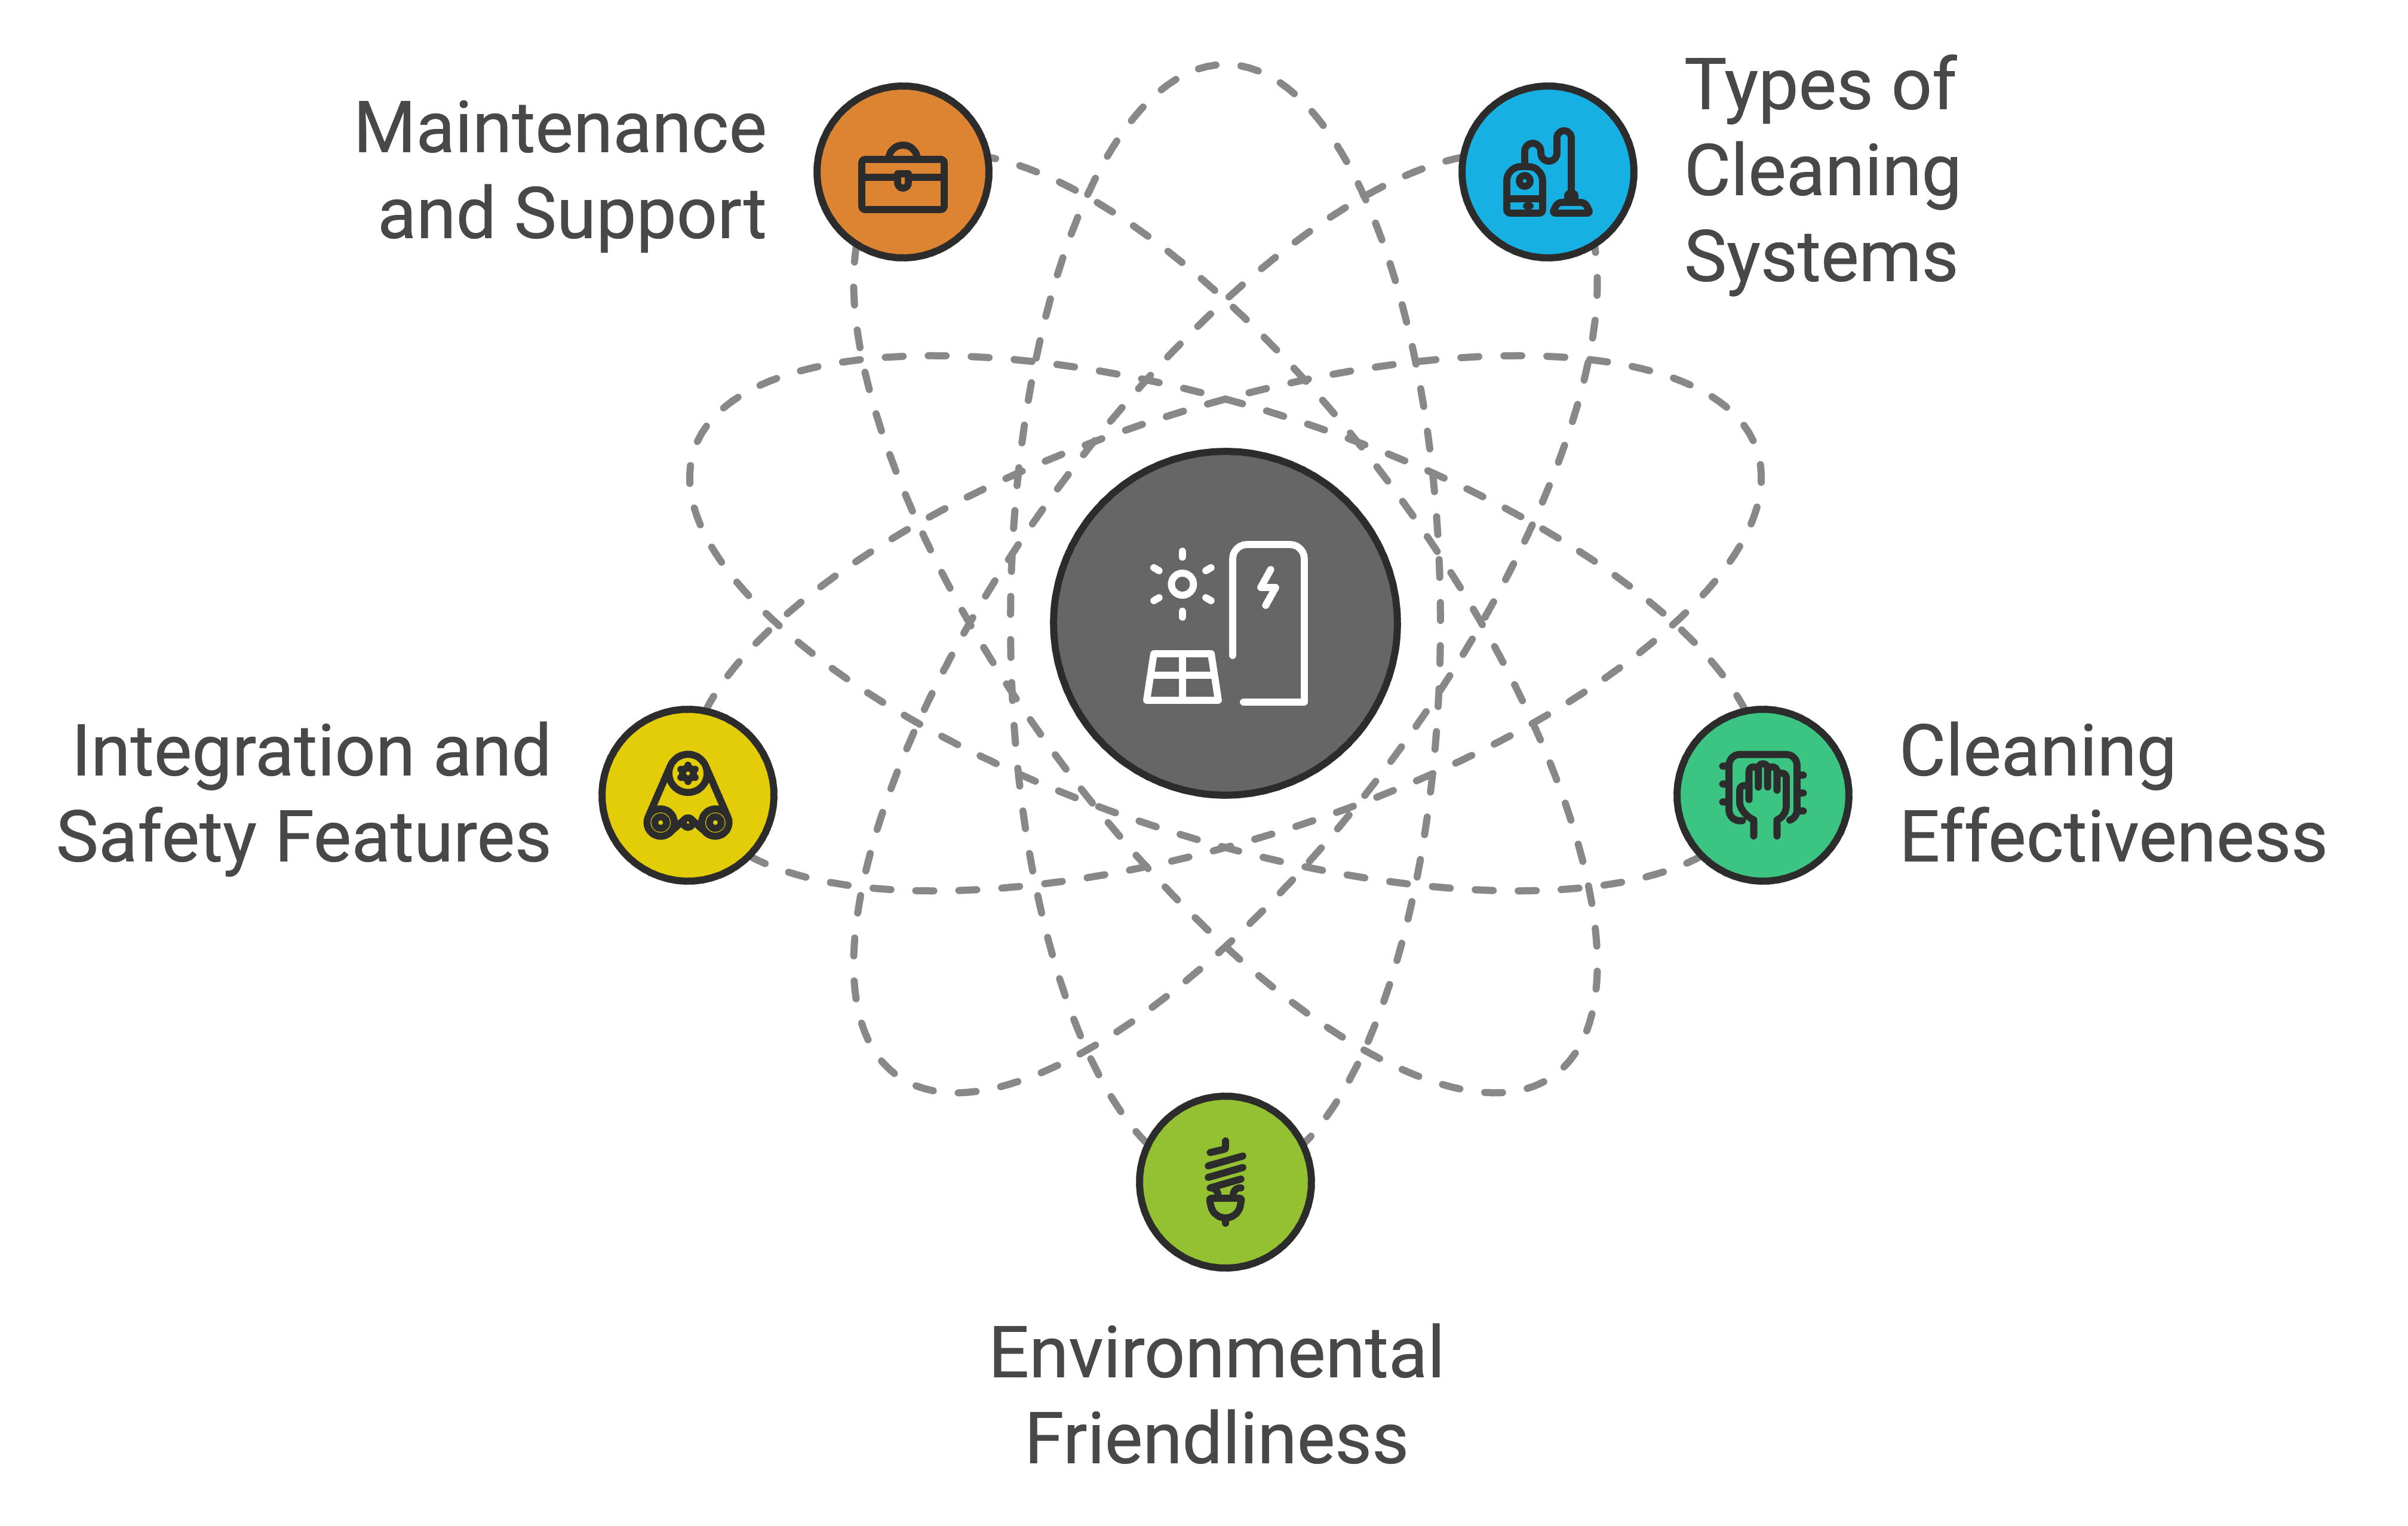 Maintenance
and Support
Types of
Cleaning
Systems
Integration and
Safety Features
Cleaning
Effectiveness
Environmental
Friendliness